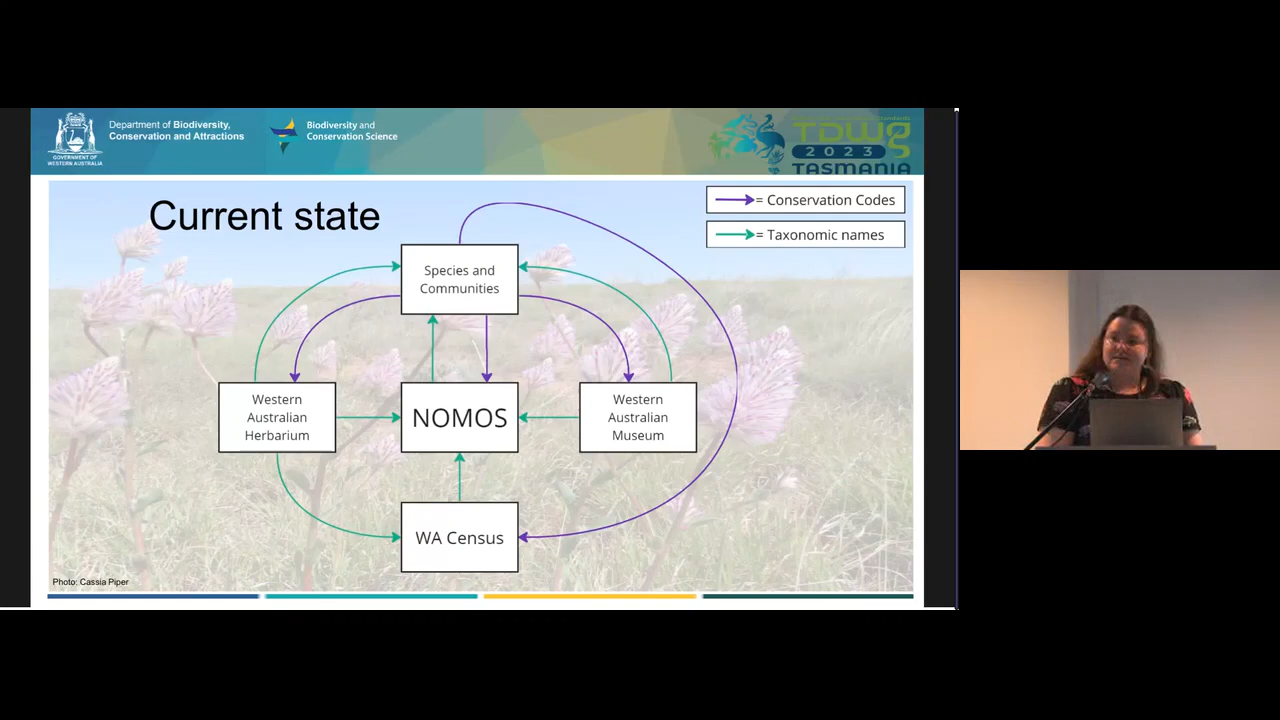 GOVERNMENT OF
WESTERN AUSTRALIA
Department of Biodiversity,
Conservation and Attractions
Biodiversity and
Conservation Science
TDWG
2023
TASMANIA
Current state
= Conservation Codes
= Taxonomic names
Species and
Communities
Western
Australian
Herbarium
NOMOS
Western
Australian
Museum
WA Census
Photo: Cassia Piper